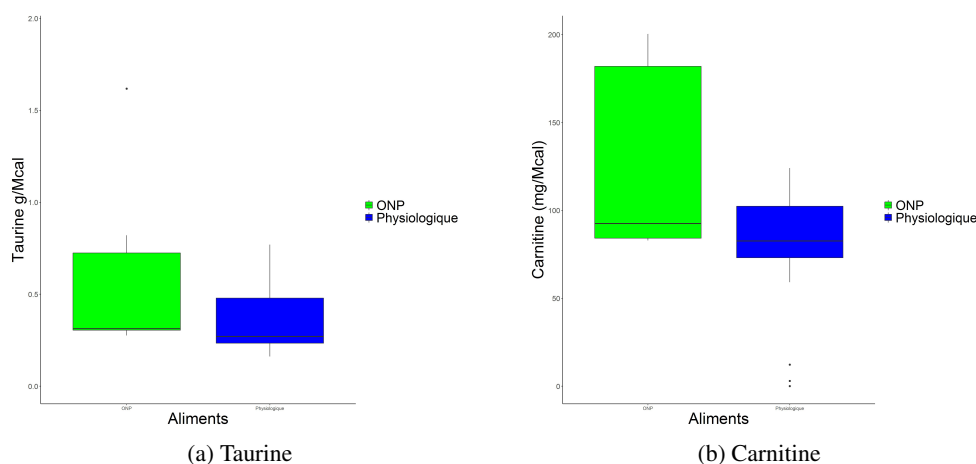 Taurine g/Mcal
2.0
1.5
1.0
0.5
0.0
ONP
Physiologique
Aliments
ONP
Physiologique
(a) Taurine
Carnitine (mg/Mcal)
200
150
100
50
0
ONP
Physiologique
Aliments
ONP
Physiologique
(b) Carnitine